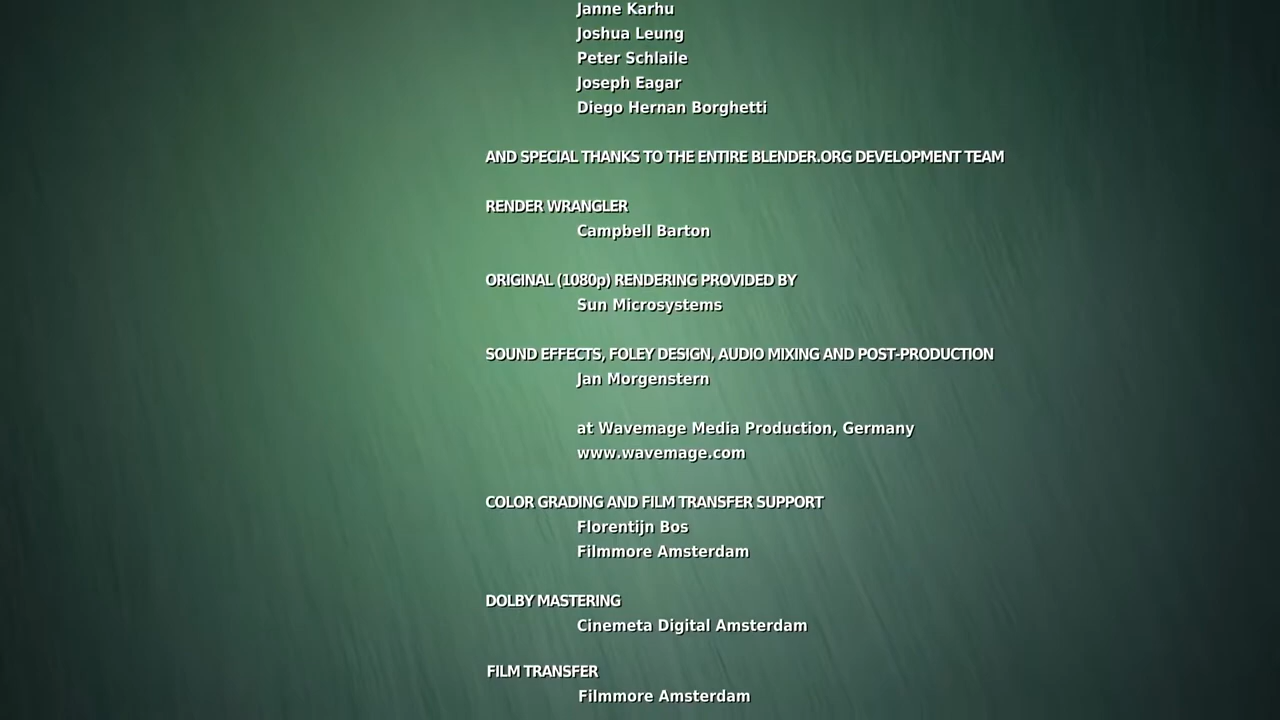 Janne Karhu
Joshua Leung
Peter Schlaile
Joseph Eagar
Diego Hernan Borghetti
AND SPECIAL THANKS TO THE ENTIRE BLENDER.ORG DEVELOPMENT TEAM
RENDER WRANGLER
Campbell Barton
ORIGINAL (1080p) RENDERING PROVIDED BY
Sun Microsystems
SOUND EFFECTS, FOLEY DESIGN, AUDIO MIXING AND POST-PRODUCTION
Jan Morgenstern
at Wavemage Media Production, Germany
www.wavemage.com
COLOR GRADING AND FILM TRANSFER SUPPORT
Florentijn Bos
Filmmore Amsterdam
DOLBY MASTERING
Cinemeta Digital Amsterdam
FILM TRANSFER
Filmmore Amsterdam